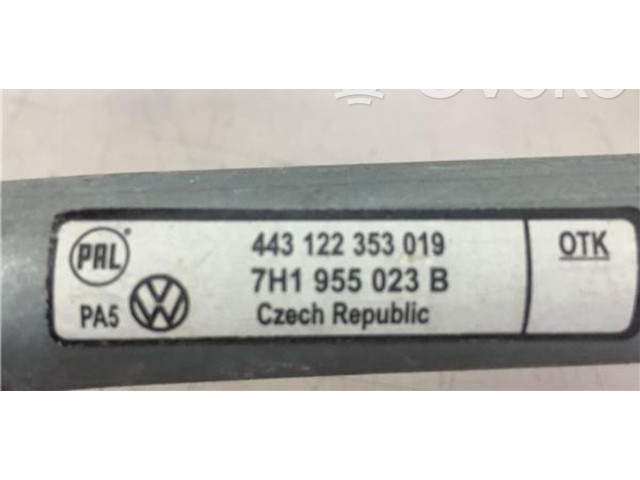 PAL
443 122 353 019
OTK
7H1 955 023 B
PA5
Czech Republic